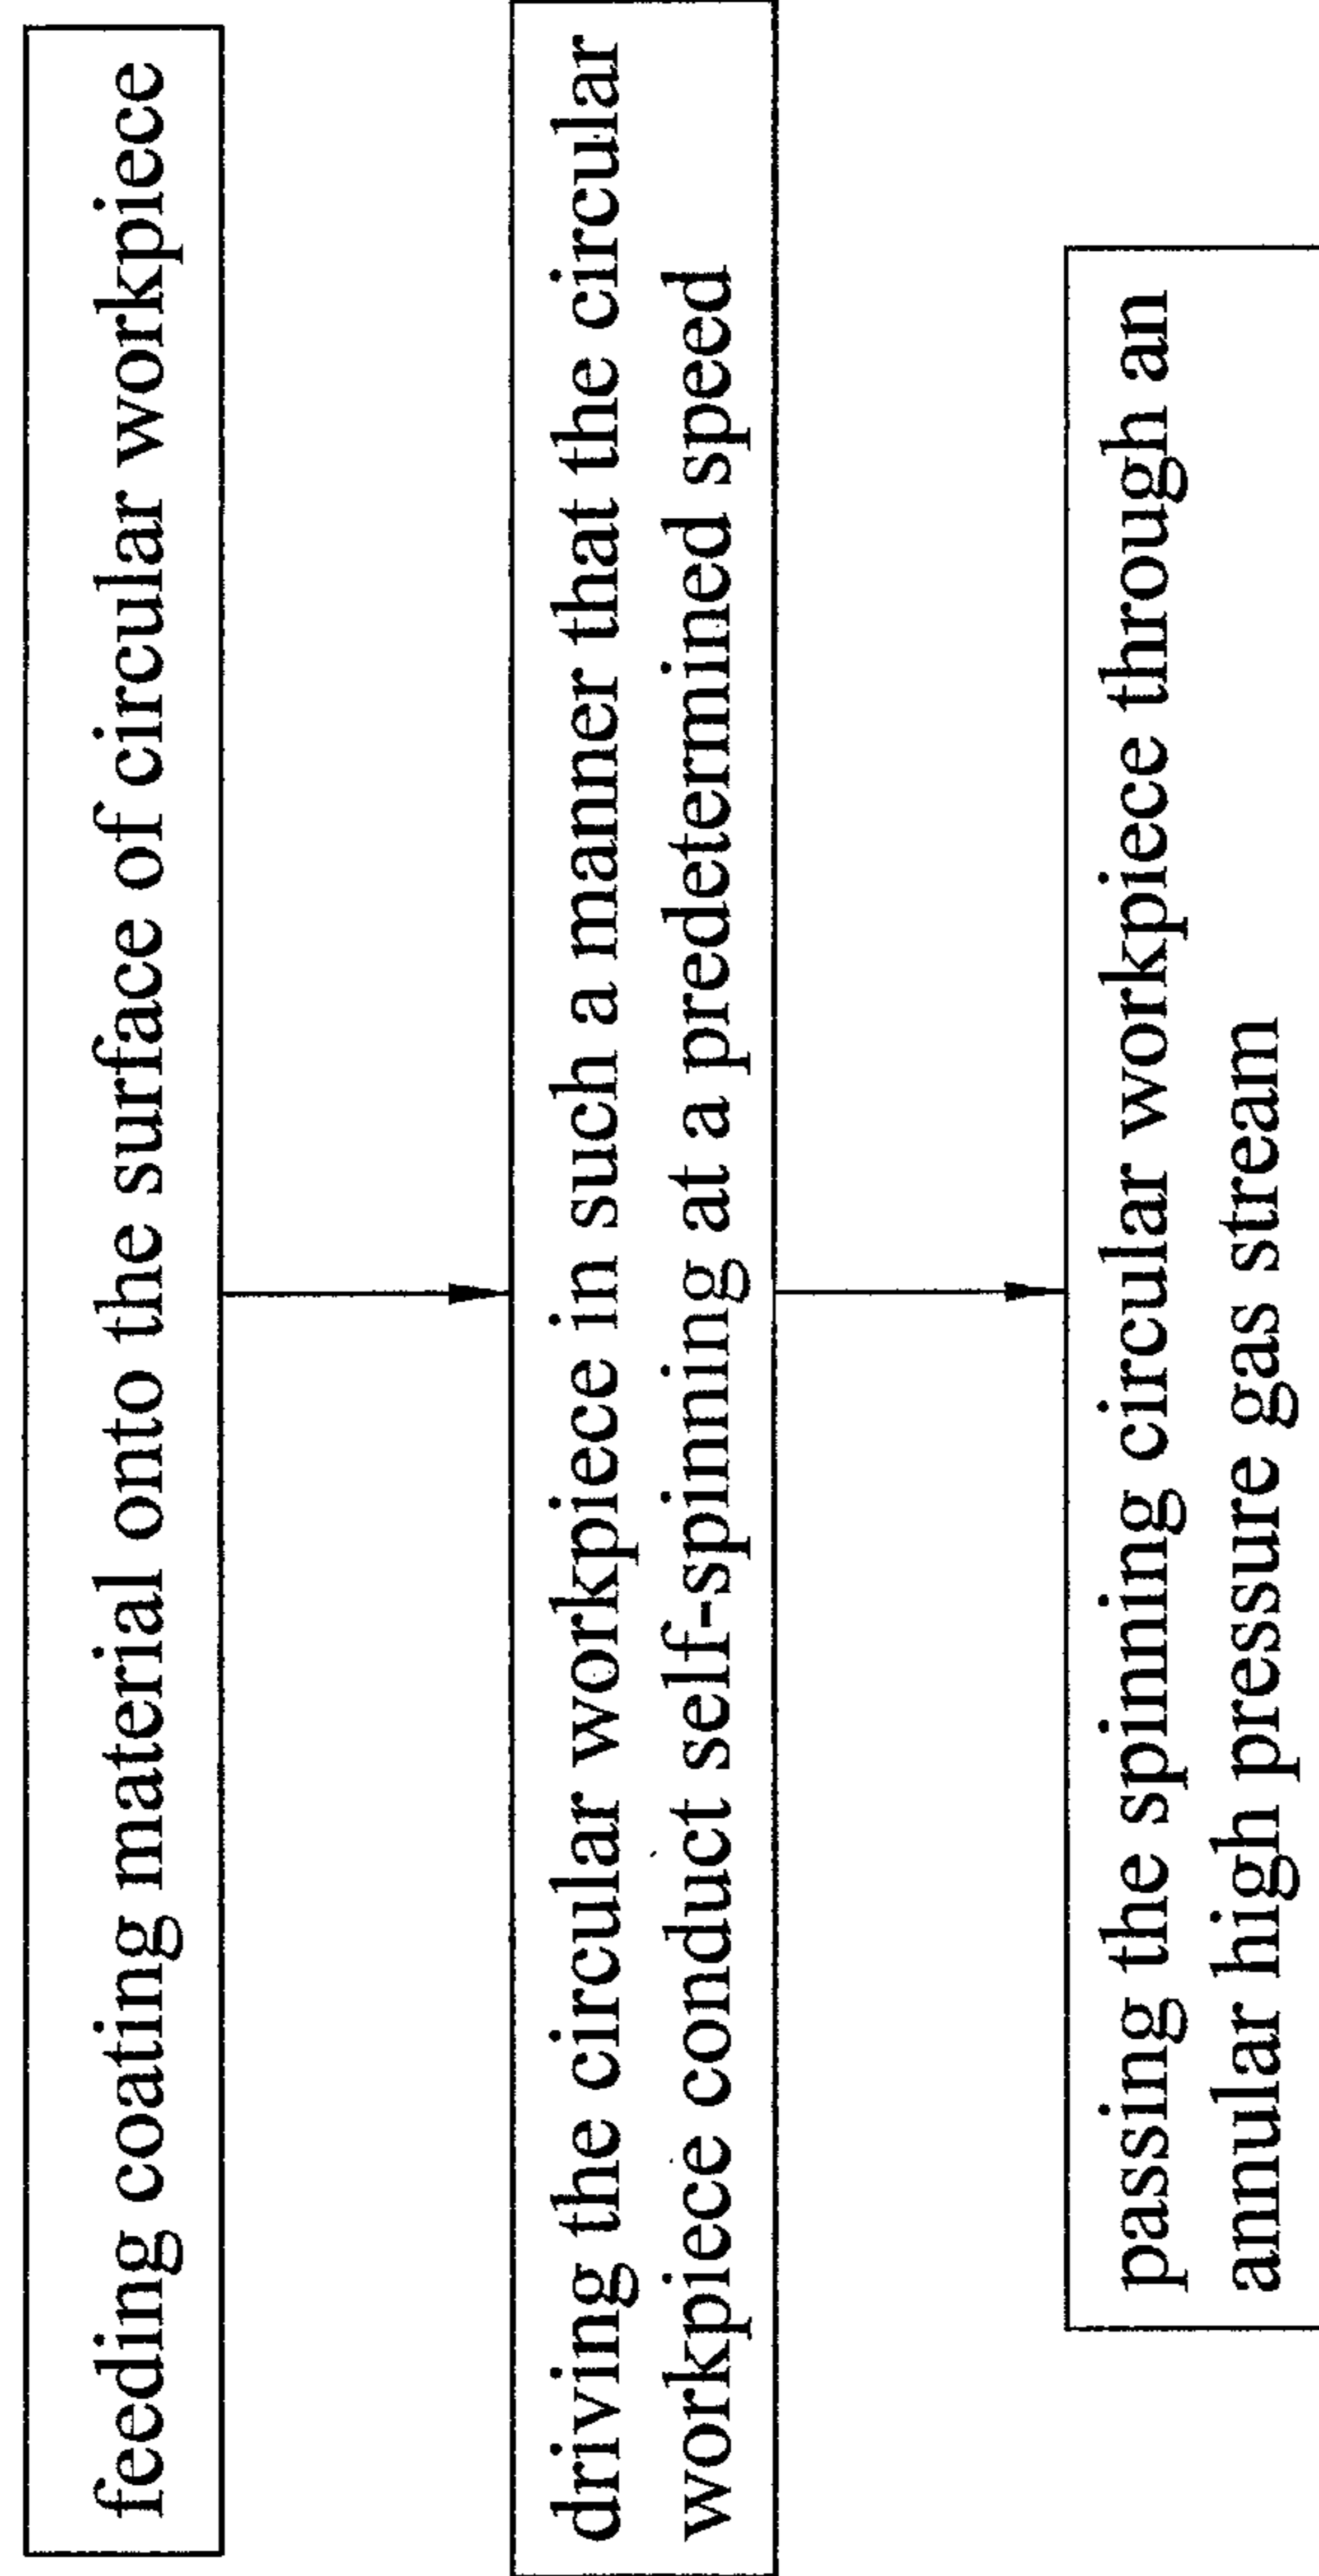 feeding coating material onto the surface of circular workpiece
driving the circular workpiece in such a manner that the circular
workpiece conduct self-spinning at a predetermined speed
passing the spinning circular workpiece through an
annular high pressure gas stream